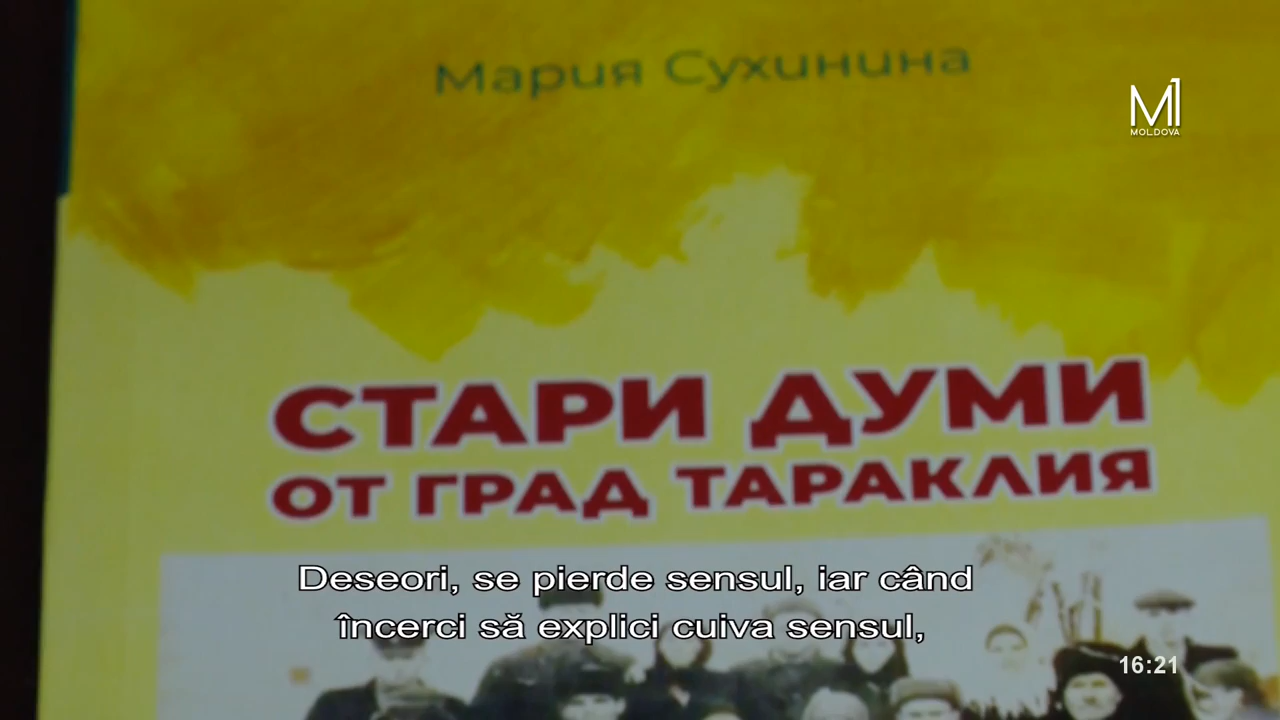 Мария Сухинина
M1
MOLDOVA
СТАРИ ДУМИ
ОТ ГРАД ТАРАКЛИЯ
Deseori, se pierde sensul, iar când
încerci să explici cuiva sensul,
16:21